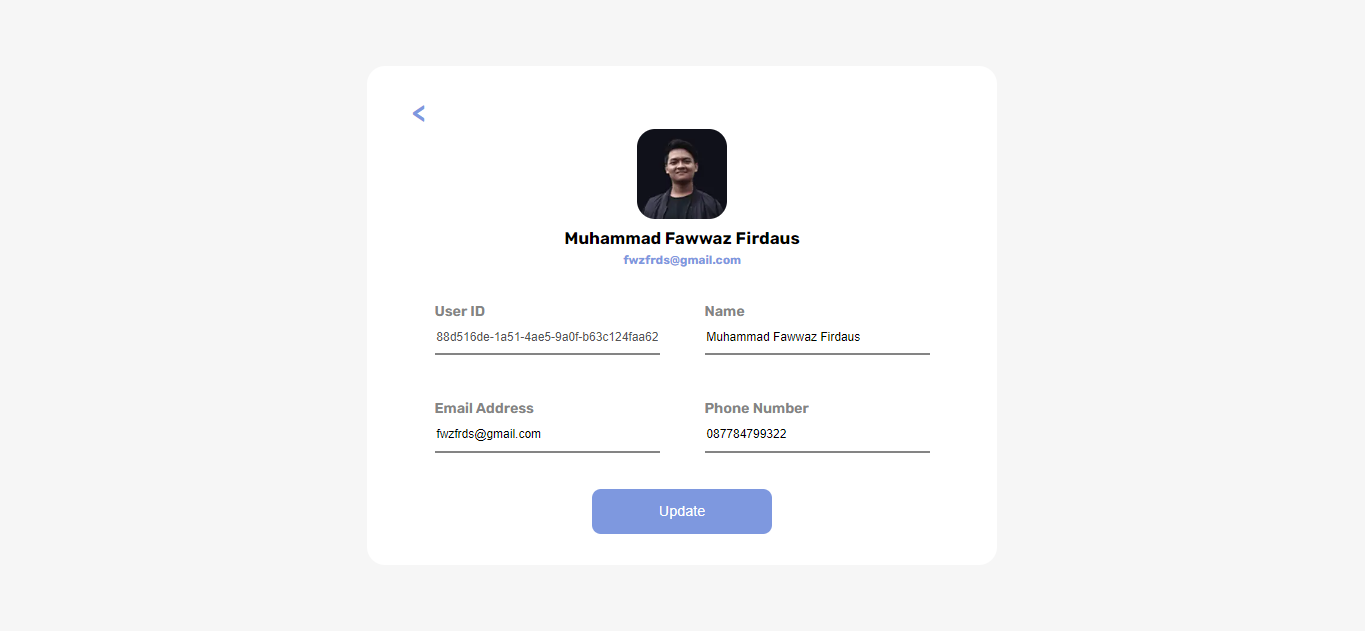 <
Muhammad Fawwaz Firdaus
fwzfrds@gmail.com
User ID
Name
88d516de-1a51-4ae5-9a0f-b63c124faa62
Muhammad Fawwaz Firdaus
Email Address
Phone Number
fwzfrds@gmail.com
087784799322
Update